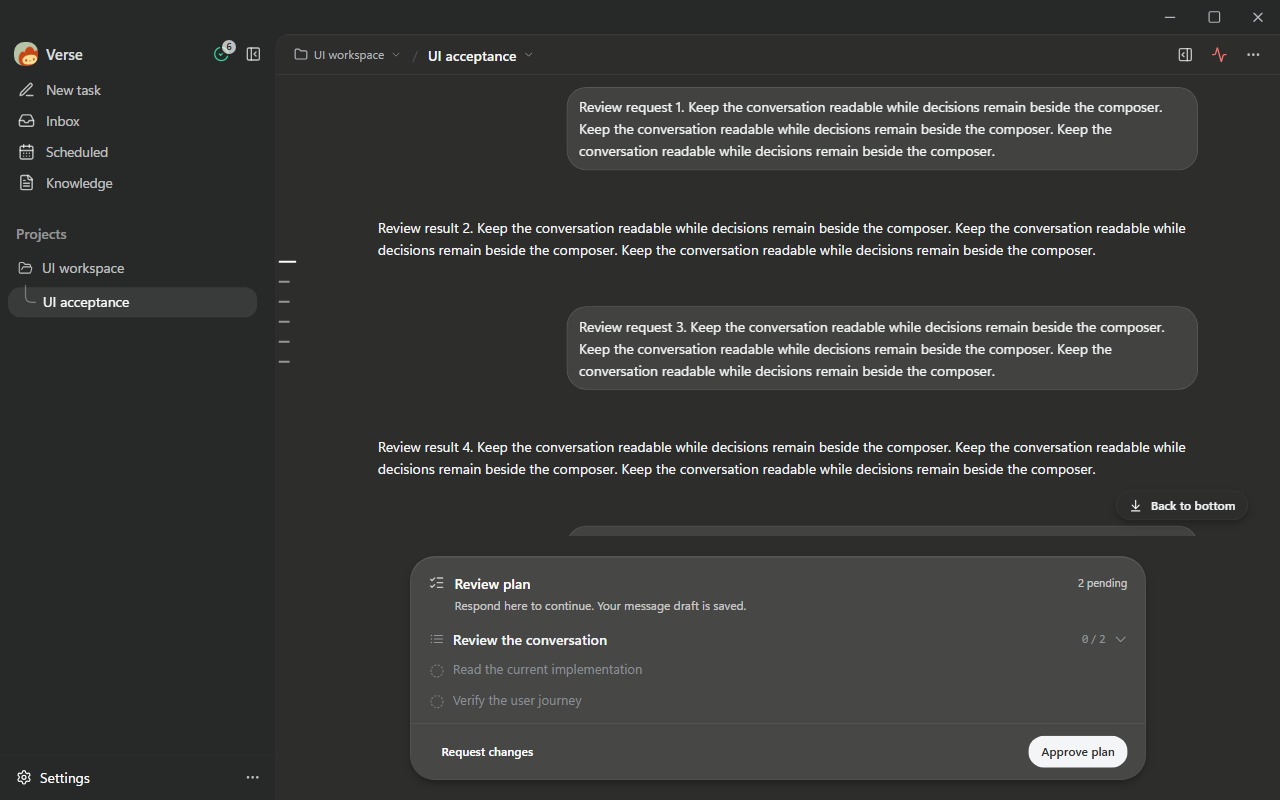 Verse
6
New task
Inbox
Scheduled
Knowledge
Projects
UI workspace
UI acceptance
Settings
UI workspace / UI acceptance
Review request 1. Keep the conversation readable while decisions remain beside the composer.
Keep the conversation readable while decisions remain beside the composer. Keep the
conversation readable while decisions remain beside the composer.
Review result 2. Keep the conversation readable while decisions remain beside the composer. Keep the conversation readable while
decisions remain beside the composer. Keep the conversation readable while decisions remain beside the composer.
Review request 3. Keep the conversation readable while decisions remain beside the composer.
Keep the conversation readable while decisions remain beside the composer. Keep the
conversation readable while decisions remain beside the composer.
Review result 4. Keep the conversation readable while decisions remain beside the composer. Keep the conversation readable while
decisions remain beside the composer. Keep the conversation readable while decisions remain beside the composer.
Back to bottom
Review plan
2 pending
Respond here to continue. Your message draft is saved.
Review the conversation
0 / 2
Read the current implementation
Verify the user journey
Request changes
Approve plan